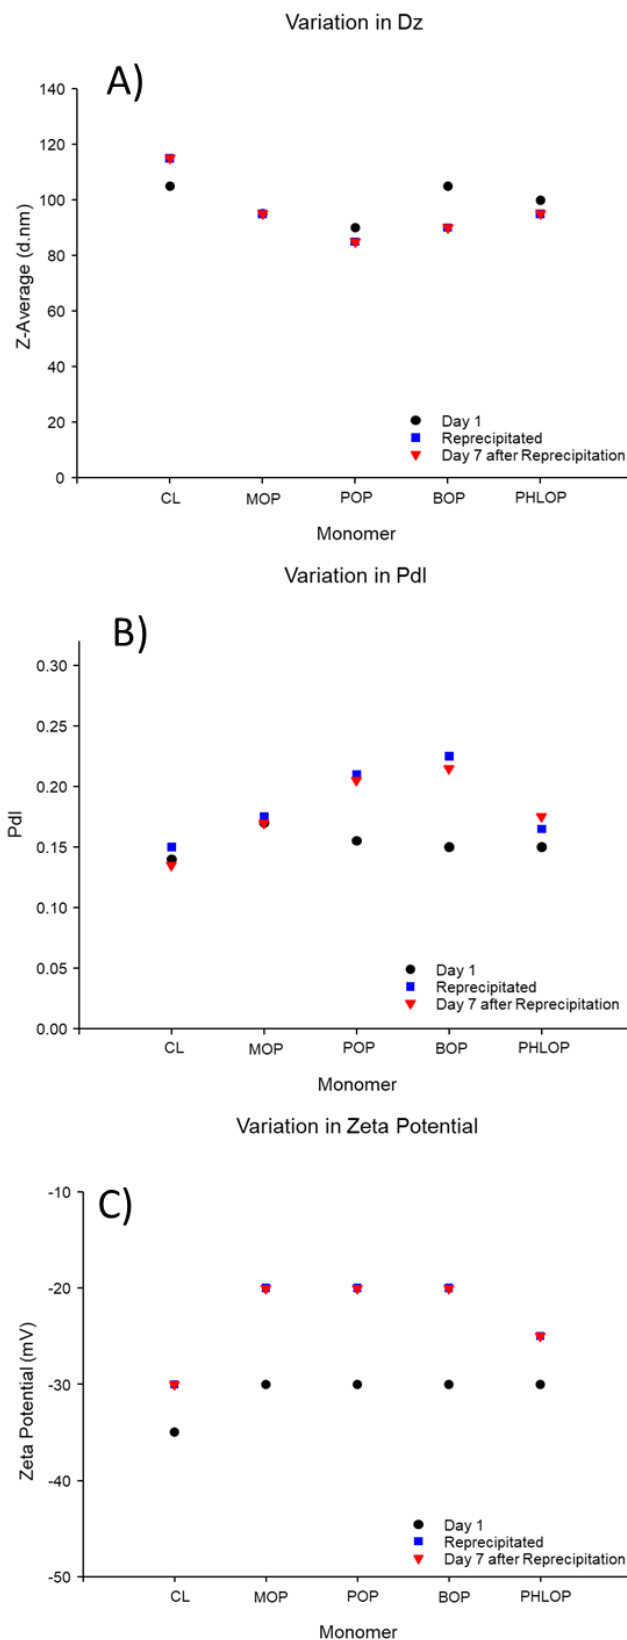 Variation in Dz
A)
140
120
100
80
60
40
20
0
Z-Average (d.nm)
Day 1
Reprecipitated
Day 7 after Reprecipitation
CL MOP POP BOP PHLOP
Monomer
Variation in PdI
B)
0.30
0.25
0.20
0.15
0.10
0.05
0.00
PdI
Day 1
Reprecipitated
Day 7 after Reprecipitation
CL MOP POP BOP PHLOP
Monomer
Variation in Zeta Potential
C)
-10
-20
-30
-40
-50
Zeta Potential (mV)
Day 1
Reprecipitated
Day 7 after Reprecipitation
CL MOP POP BOP PHLOP
Monomer